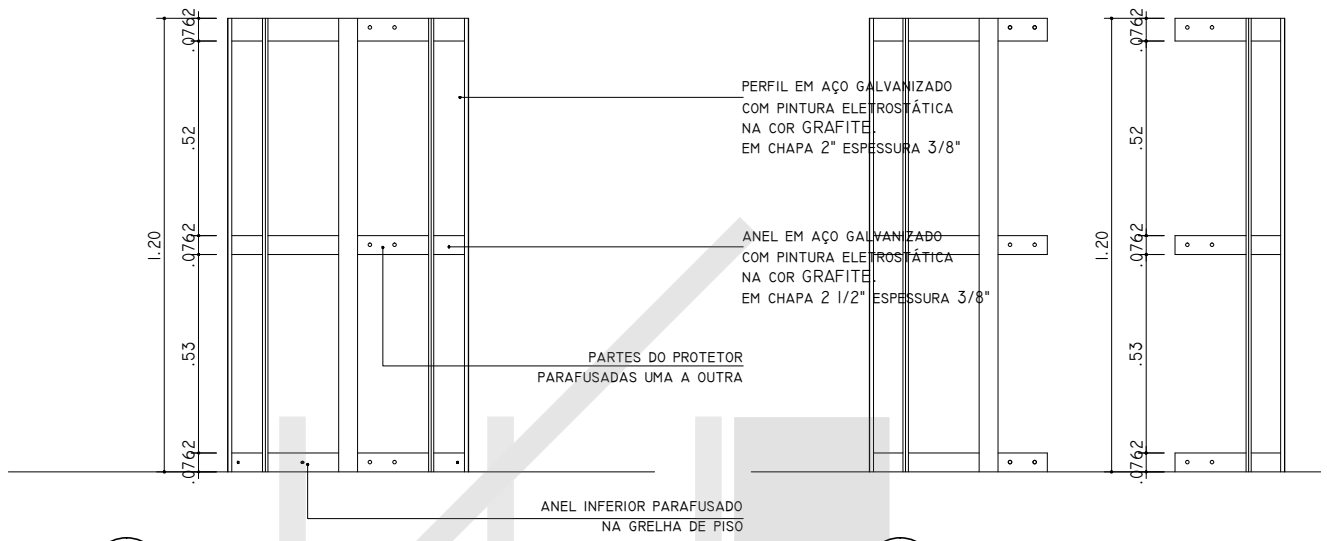 .0762
.52
1.20
.0762
.53
.0762
PERFIL EM AÇO GALVANIZADO
COM PINTURA ELETROSTÁTICA
NA COR GRAFITE.
EM CHAPA 2" ESPESSURA 3/8"
ANEL EM AÇO GALVANIZADO
COM PINTURA ELETROSTÁTICA
NA COR GRAFITE.
EM CHAPA 2 1/2" ESPESSURA 3/8"
PARTES DO PROTETOR
PARAFUSADAS UMA A OUTRA
ANEL INFERIOR PARAFUSADO
NA GRELHA DE PISO
.0762
.52
1.20
.0762
.53
.0762